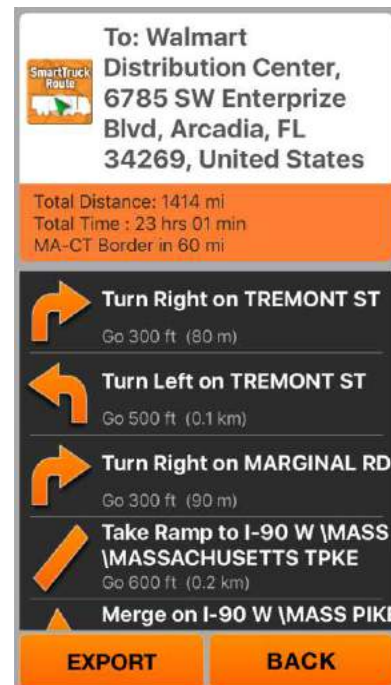 SmartTruck
Route
To: Walmart
Distribution Center,
6785 SW Enterprize
Blvd, Arcadia, FL
34269, United States
Total Distance: 1414 mi
Total Time : 23 hrs 01 min
MA-CT Border in 60 mi
Turn Right on TREMONT ST
Go 300 ft (80 m)
Turn Left on TREMONT ST
Go 500 ft (0.1 km)
Turn Right on MARGINAL RD
Go 300 ft (90 m)
Take Ramp to I-90 W \MASS
\MASSACHUSETTS TPKE
Go 600 ft (0.2 km)
Merge on I-90 W \MASS PIKE
EXPORT
BACK